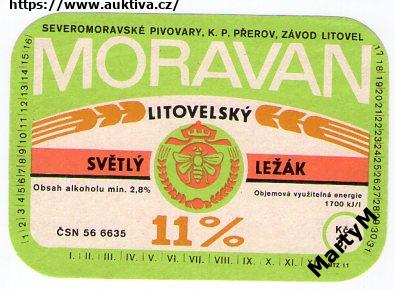 https://www.auktiva.cz/
SEVEROMORAVSKÉ PIVOVARY, K. P. PŘEROV, ZÁVOD LITOVEL
MORAVAN
LITOVELSKÝ
SVĚTLÝ LEŽÁK
Obsah alkoholu min. 2,8%
Objemová využitelná energie
1700 kJ/l
ČSN 56 6635
11%
Kčs
MartyM
I. II. III. IV. V. VI. VII. VIII. IX. X. XI.
1 2 3 4 5 6 7 8 9 10 11 12 13 14 15 16
17 18 19 20 21 22 23 24 25 26 27 28 29 30 31